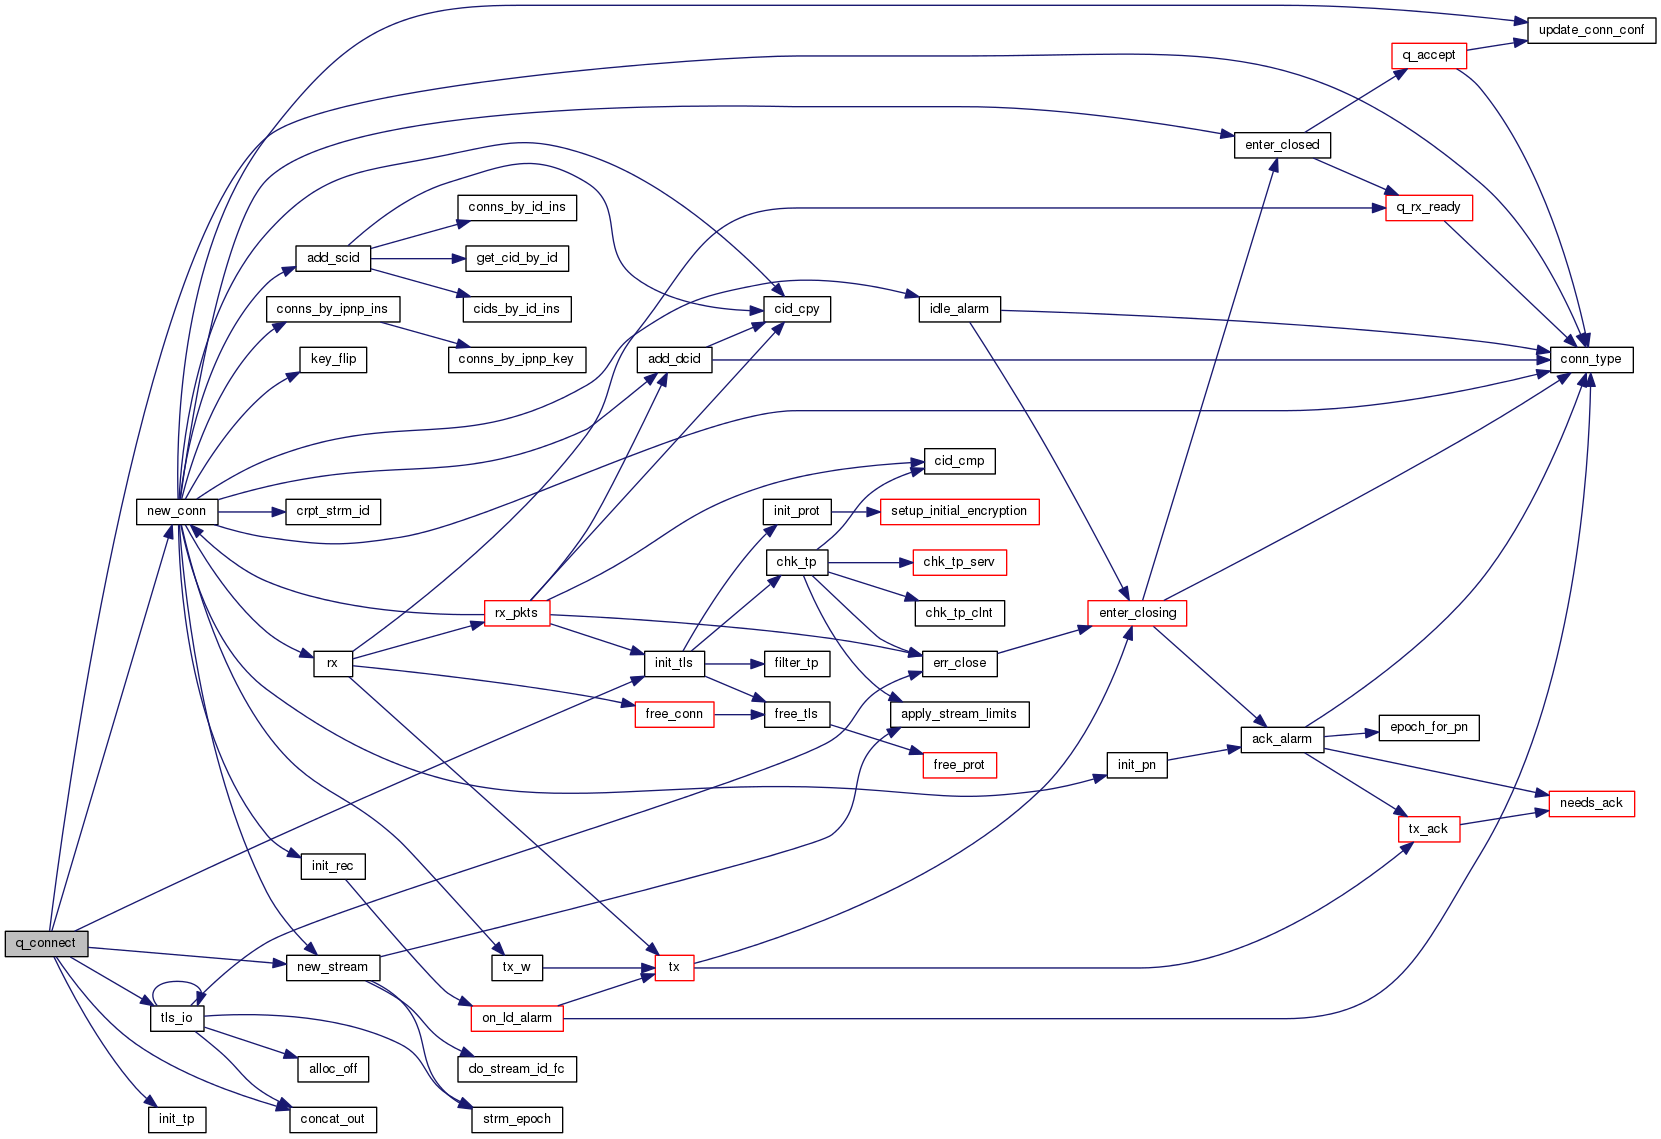 update_conn_conf
q_accept
enter_closed
conns_by_id_ins
q_rx_ready
add_scid
get_cid_by_id
conns_by_ipnp_ins
cids_by_id_ins
cid_cpy
idle_alarm
key_flip
conns_by_ipnp_key
add_dcid
conn_type
cid_cmp
new_conn
crpt_strm_id
init_prot
setup_initial_encryption
chk_tp
chk_tp_serv
rx_pkts
chk_tp_clnt
enter_closing
rx
init_tls
filter_tp
err_close
free_conn
free_tls
apply_stream_limits
epoch_for_pn
ack_alarm
init_pn
free_prot
needs_ack
tx_ack
init_rec
q_connect
new_stream
tx_w
tx
tls_io
on_ld_alarm
alloc_off
do_stream_id_fc
init_tp
concat_out
strm_epoch